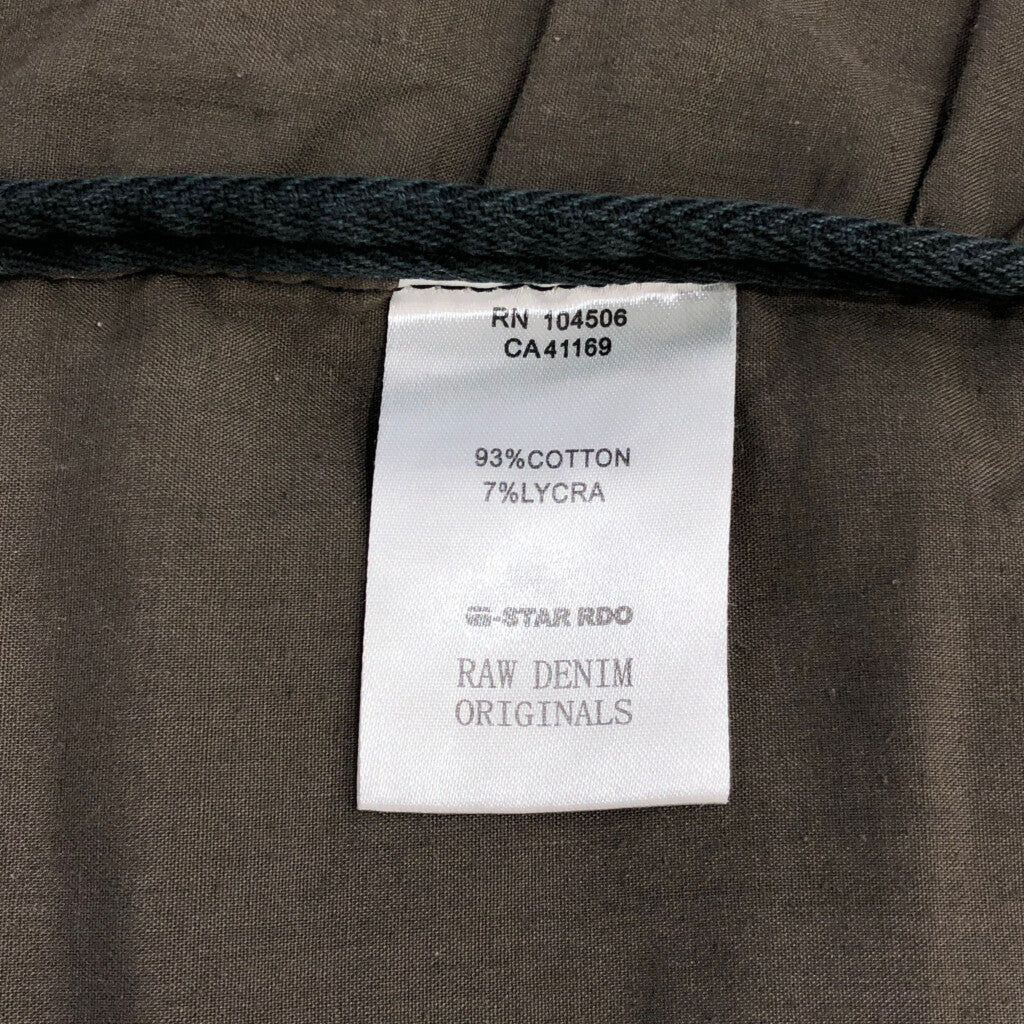 RN 104506
CA41169
93%COTTON
7%LYCRA
G-STAR RDO
RAW DENIM
ORIGINALS